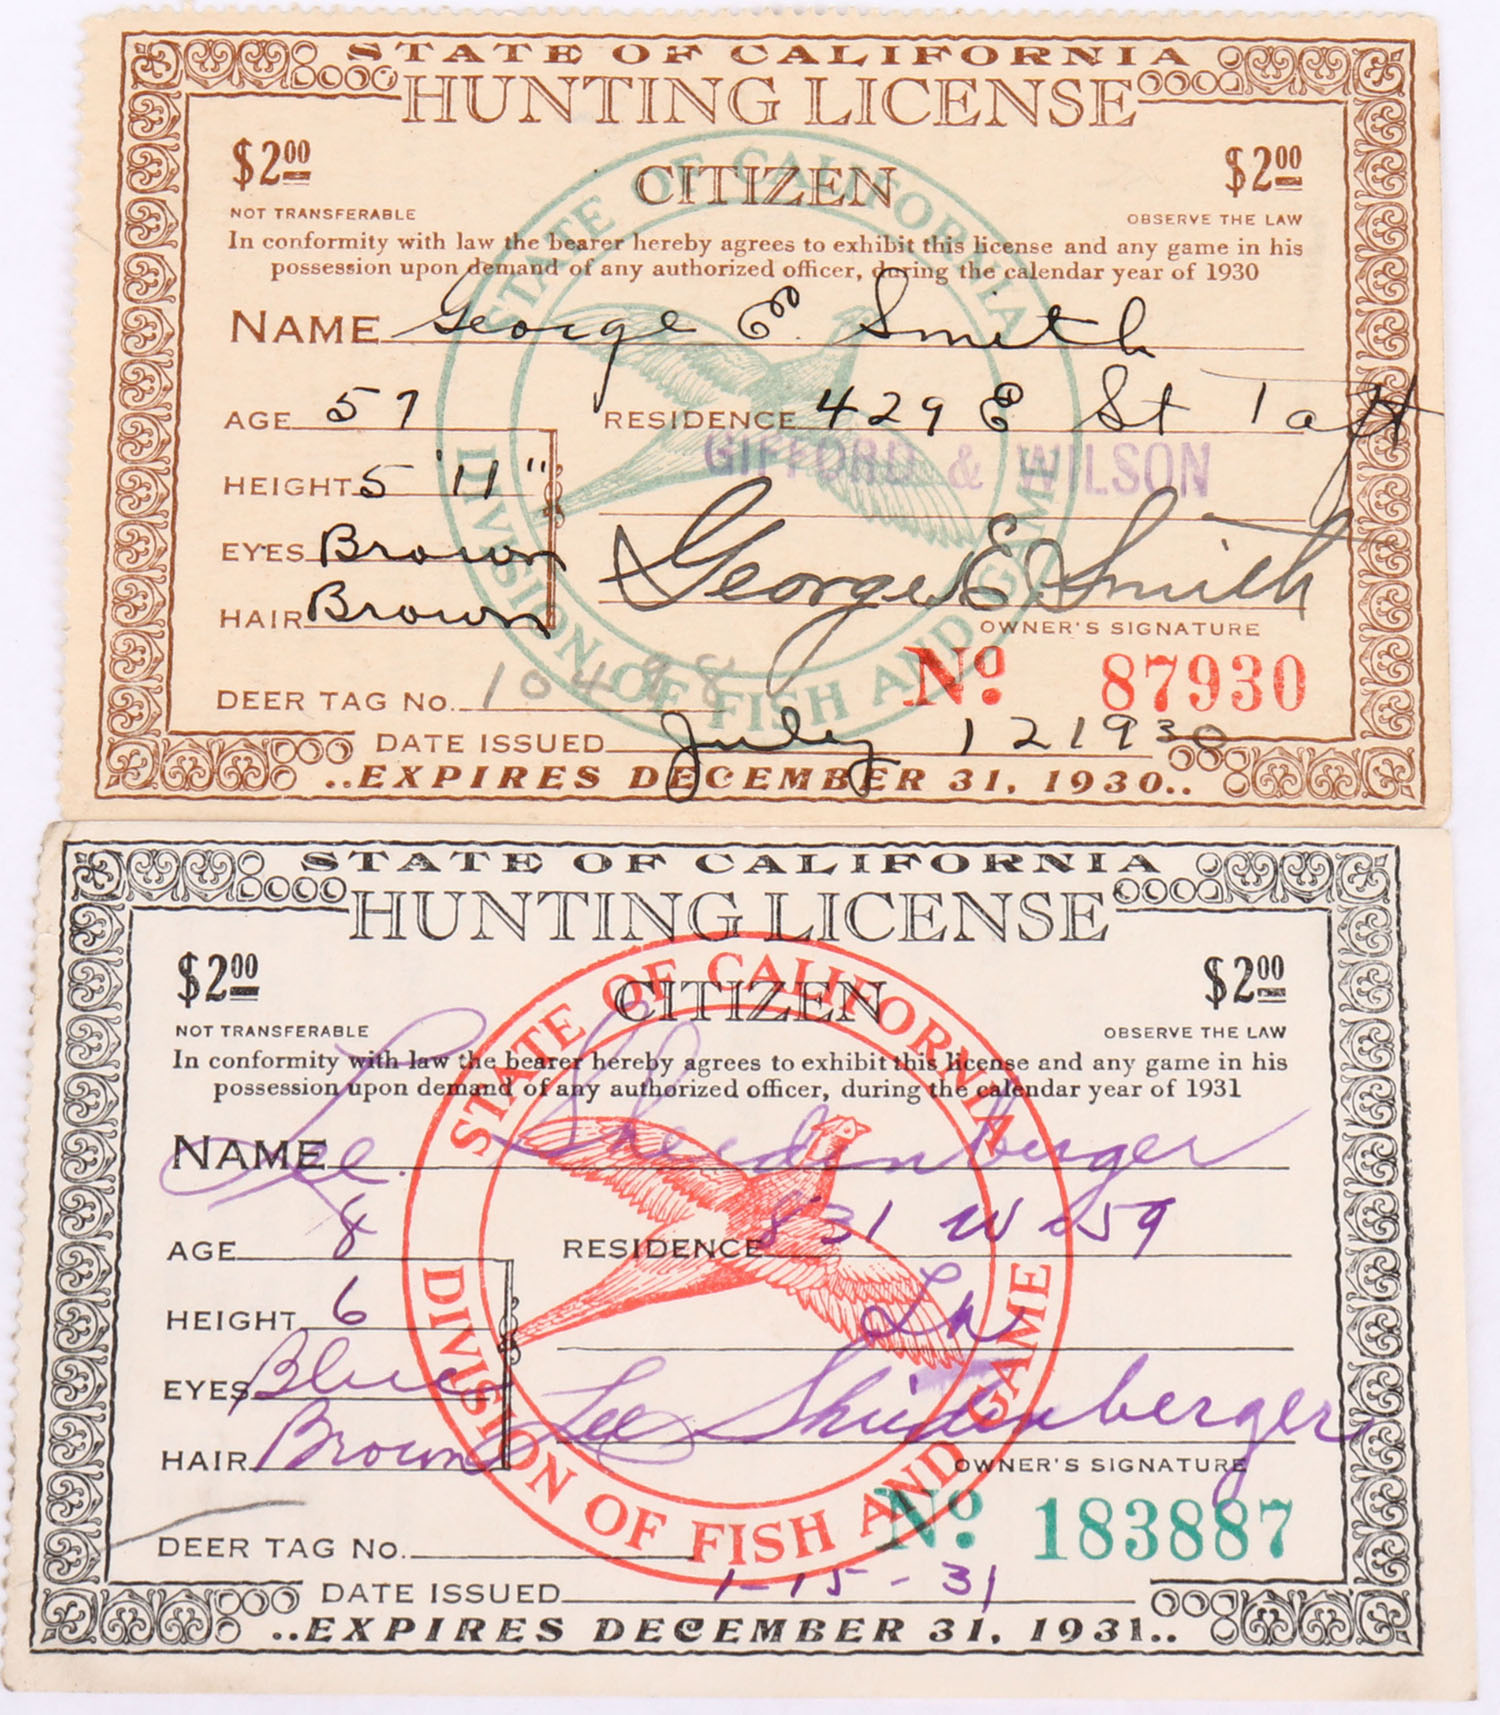 STATE OF CALIFORNIA
HUNTING LICENSE
$2.00 CITIZEN $2.00
NOT TRANSFERABLE OBSERVE THE LAW
In conformity with law the bearer hereby agrees to exhibit this license and any game in his
possession upon demand of any authorized officer, during the calendar year of 1930
NAME George E. Smith
AGE 57 RESIDENCE 429 E St Taft
GIFFORD & WILSON
HEIGHT 5' 11"
EYES Brown George E Smith
HAIR Brown OWNER'S SIGNATURE
DEER TAG NO. 10498 No. 87930
DATE ISSUED July 12 1930
..EXPIRES DECEMBER 31, 1930..
STATE OF CALIFORNIA
DIVISION OF FISH AND GAME
STATE OF CALIFORNIA
HUNTING LICENSE
$2.00 CITIZEN $2.00
NOT TRANSFERABLE OBSERVE THE LAW
In conformity with law the bearer hereby agrees to exhibit this license and any game in his
possession upon demand of any authorized officer, during the calendar year of 1931
NAME Lee
AGE 8 RESIDENCE 831 W 59
HEIGHT 6 La
EYES Blue Lee
HAIR Brown OWNER'S SIGNATURE
DEER TAG NO. No. 183887
DATE ISSUED 1-15-31
..EXPIRES DECEMBER 31, 1931..
STATE OF CALIFORNIA
DIVISION OF FISH AND GAME